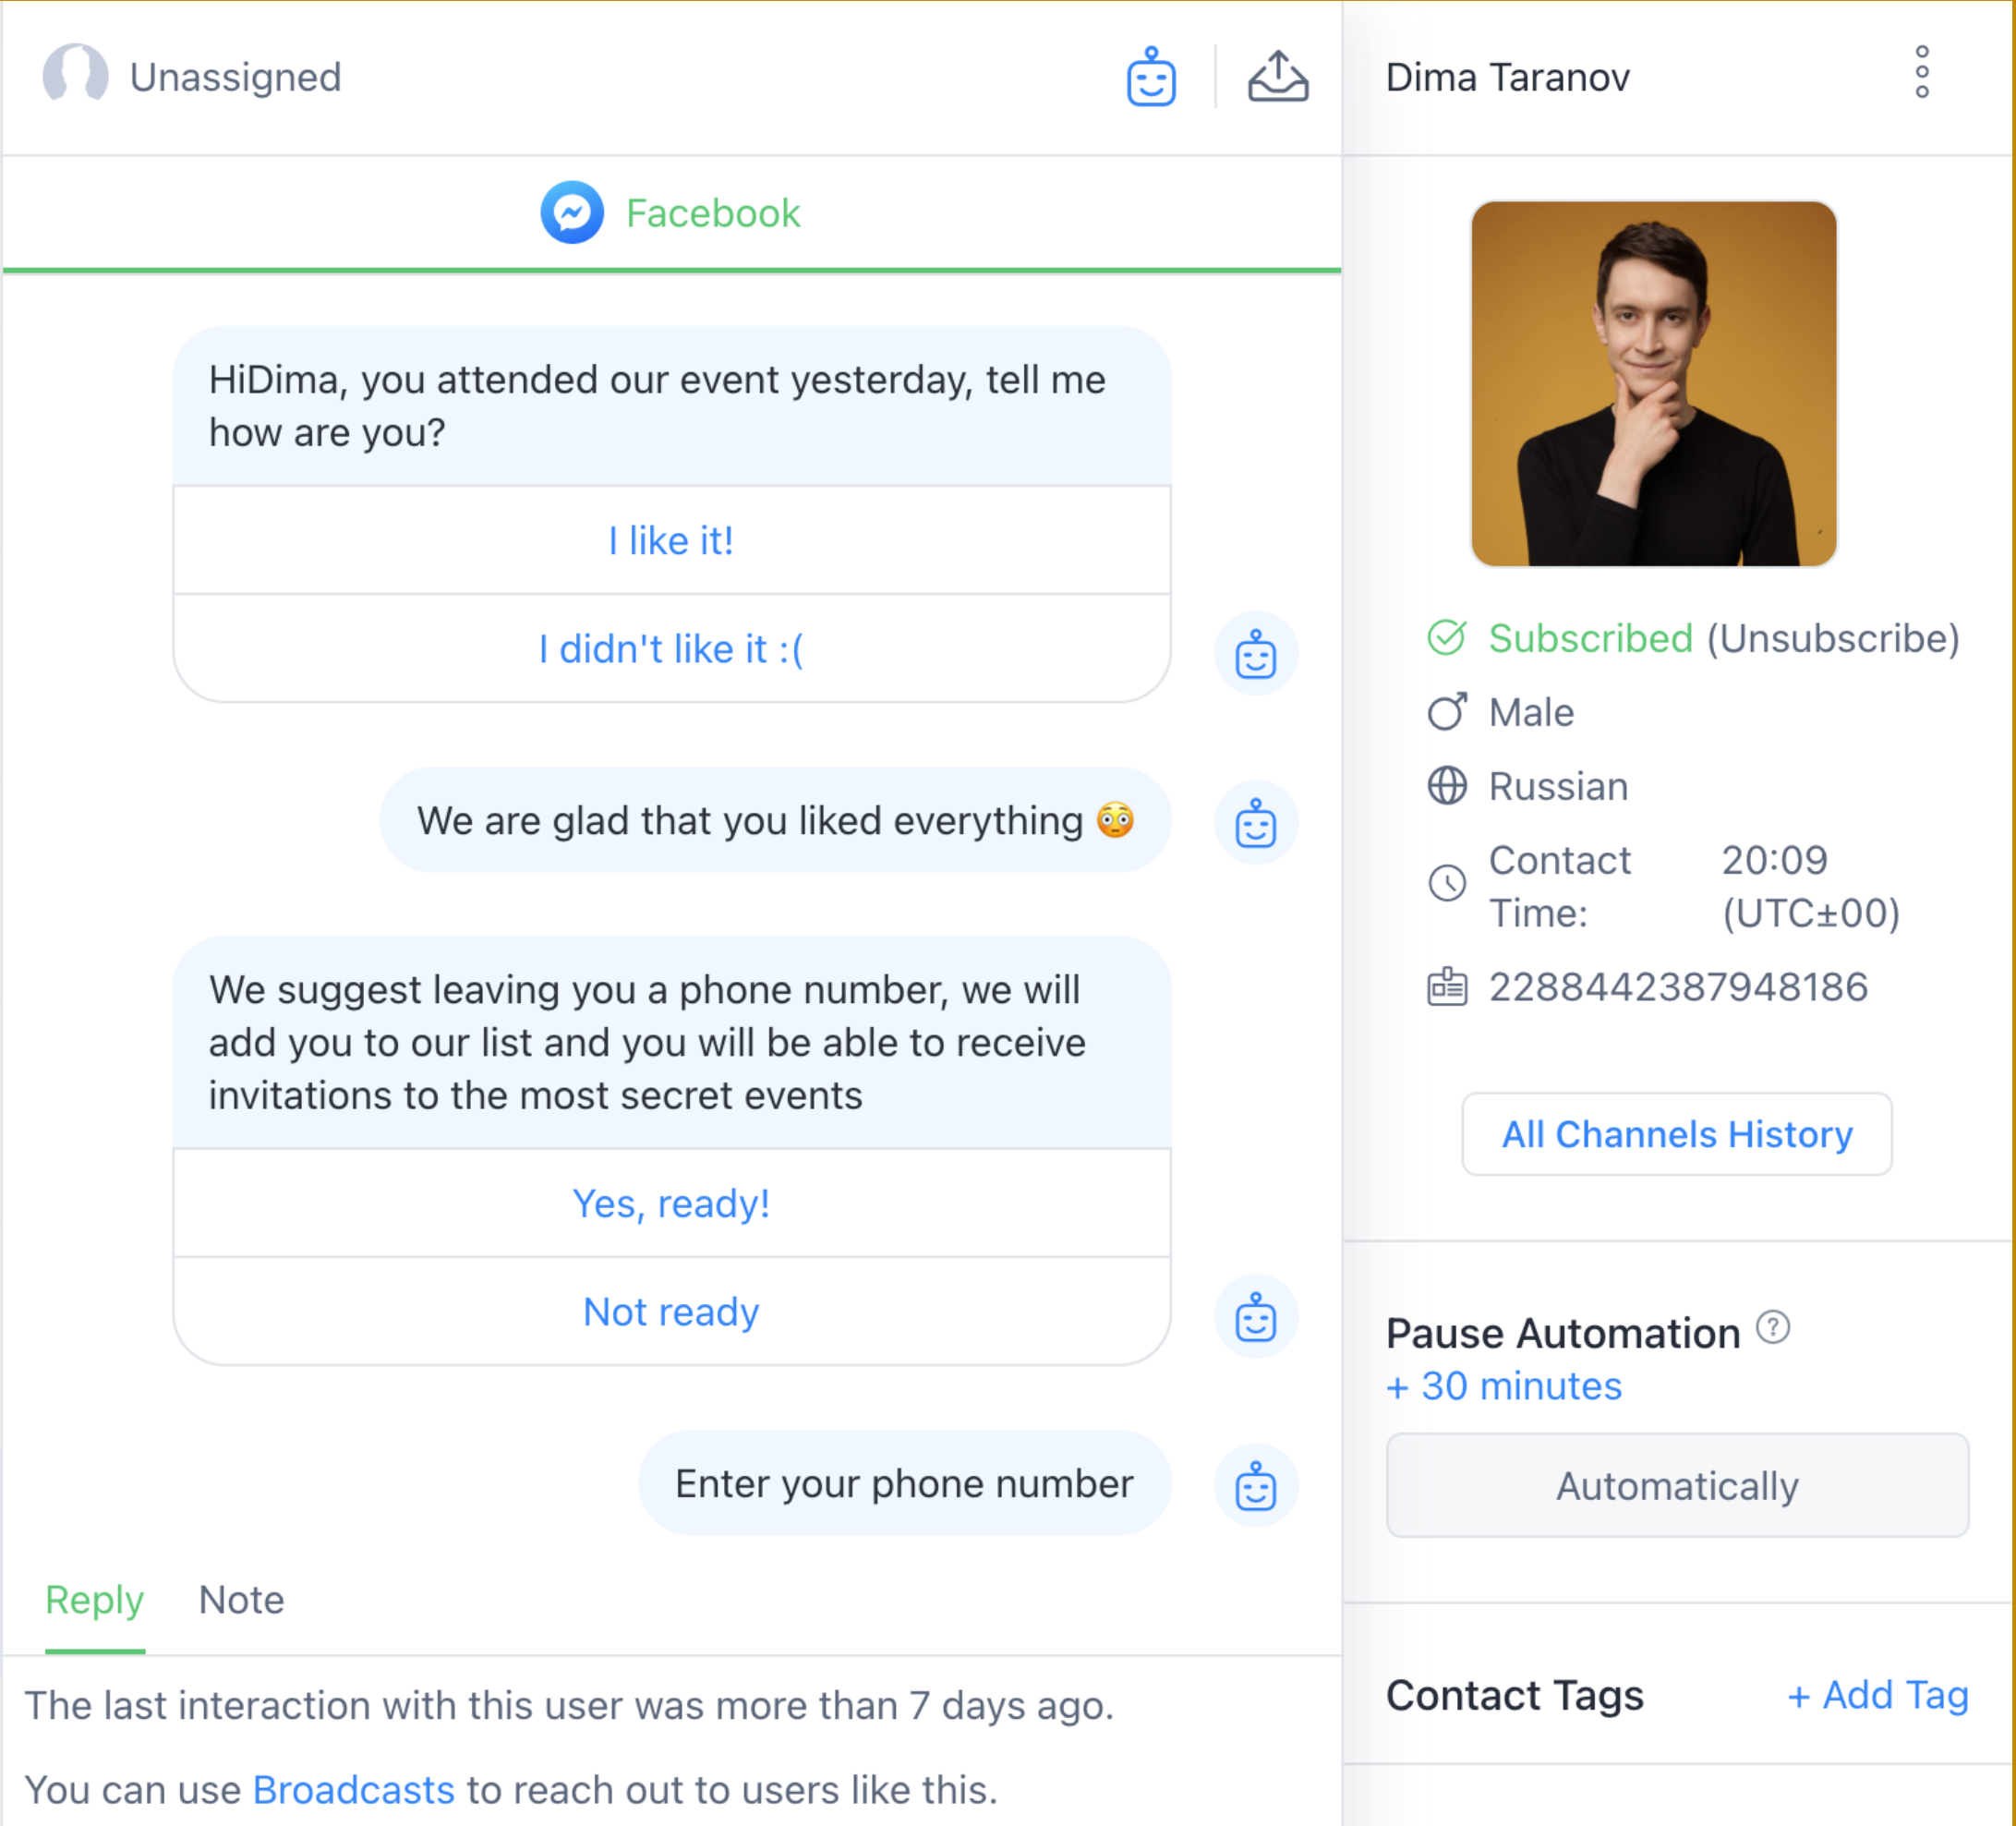 Unassigned
Facebook
HiDima, you attended our event yesterday, tell me
how are you?
I like it!
I didn't like it :(
We are glad that you liked everything 😳
We suggest leaving you a phone number, we will
add you to our list and you will be able to receive
invitations to the most secret events
Yes, ready!
Not ready
Enter your phone number
Reply Note
The last interaction with this user was more than 7 days ago.
You can use Broadcasts to reach out to users like this.
Dima Taranov
Subscribed (Unsubscribe)
Male
Russian
Contact 20:09
Time: (UTC±00)
2288442387948186
All Channels History
Pause Automation ?
+ 30 minutes
Automatically
Contact Tags + Add Tag